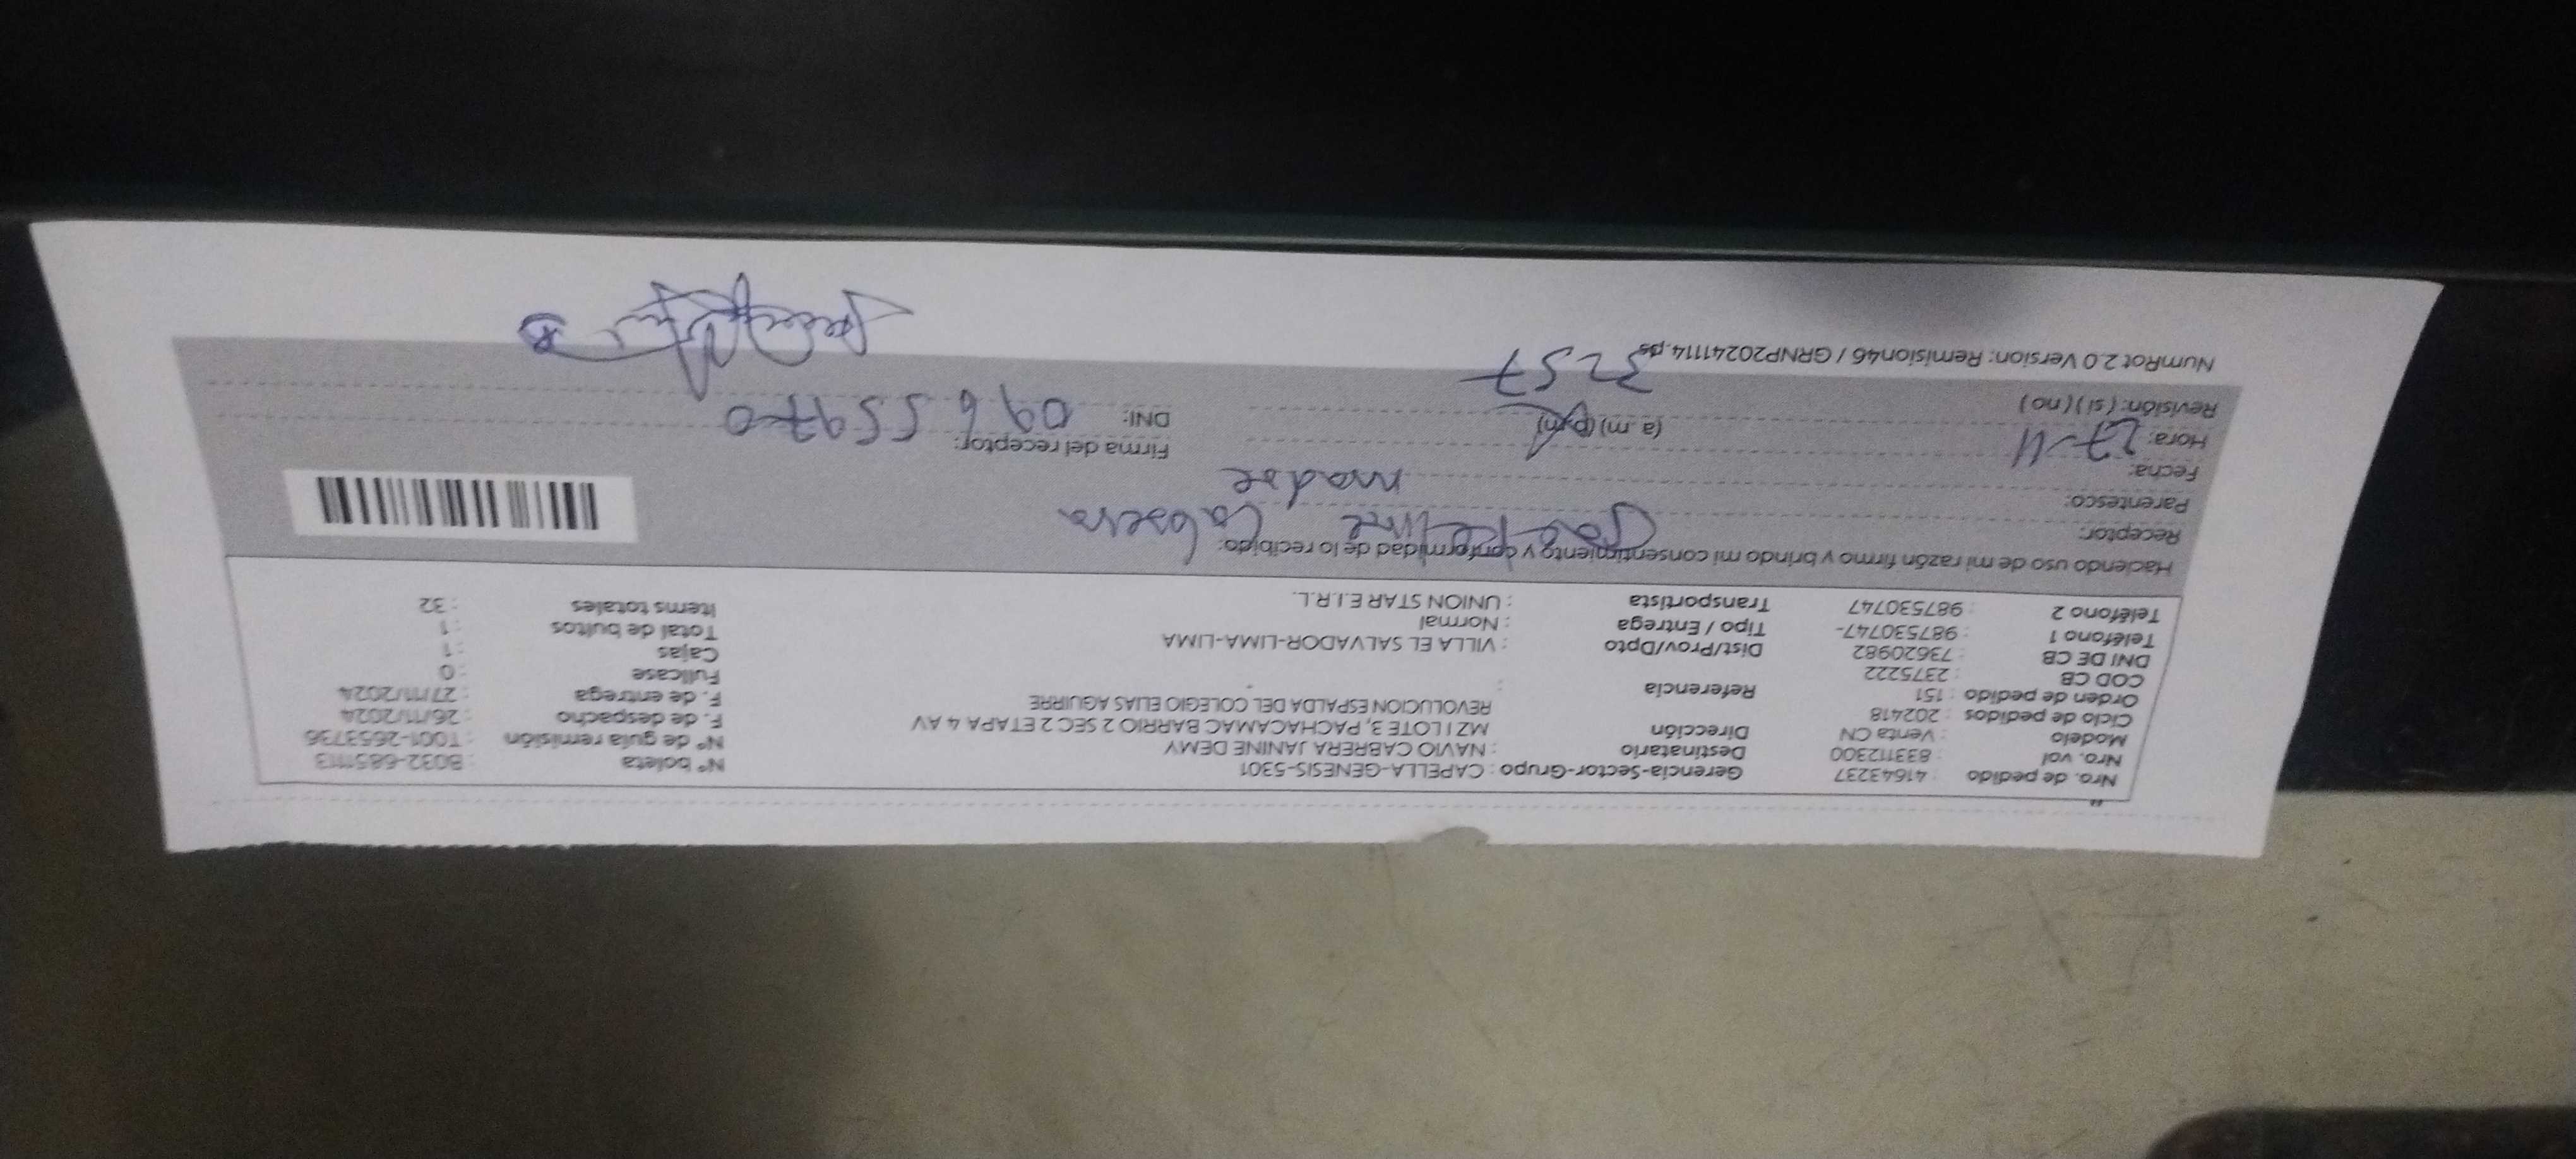 Nro. de pedido : 41643237 Gerencia-Sector-Grupo : CAPELLA-GENESIS-5301 N° boleta : B032-6851113
Nro. vol : 833112300 Destinatario : NAVIO CABRERA JANINE DEMY N° de guía remisión : T001-2653736
Modelo : Venta CN Dirección MZ I LOTE 3, PACHACAMAC BARRIO 2 SEC 2 ETAPA 4 AV F. de despacho : 26/11/2024
Ciclo de pedidos : 202418 REVOLUCION ESPALDA DEL COLEGIO ELIAS AGUIRRE F. de entrega : 27/11/2024
Orden de pedido : 151 Referencia : Fullcase : 0
COD CB : 2375222 Cajas : 1
DNI DE CB : 73620982 Dist/Prov/Dpto : VILLA EL SALVADOR-LIMA-LIMA Total de bultos : 1
Teléfono 1 : 987530747- Tipo / Entrega : Normal Items totales : 32
Teléfono 2 : 987530747 Transportista : UNION STAR E.I.R.L.
Haciendo uso de mi razón firmo y brindo mi consentimiento y conformidad de lo recibido:
Receptor: Cabrera
Parentesco: madre
Fecha: 27-11
Hora: (a.m) (p.m) Firma del receptor:
Revisión: (si) (no) 3257 DNI: 09655970
NumRot 2.0 Version: Remision46 / GRNP20241114.ps